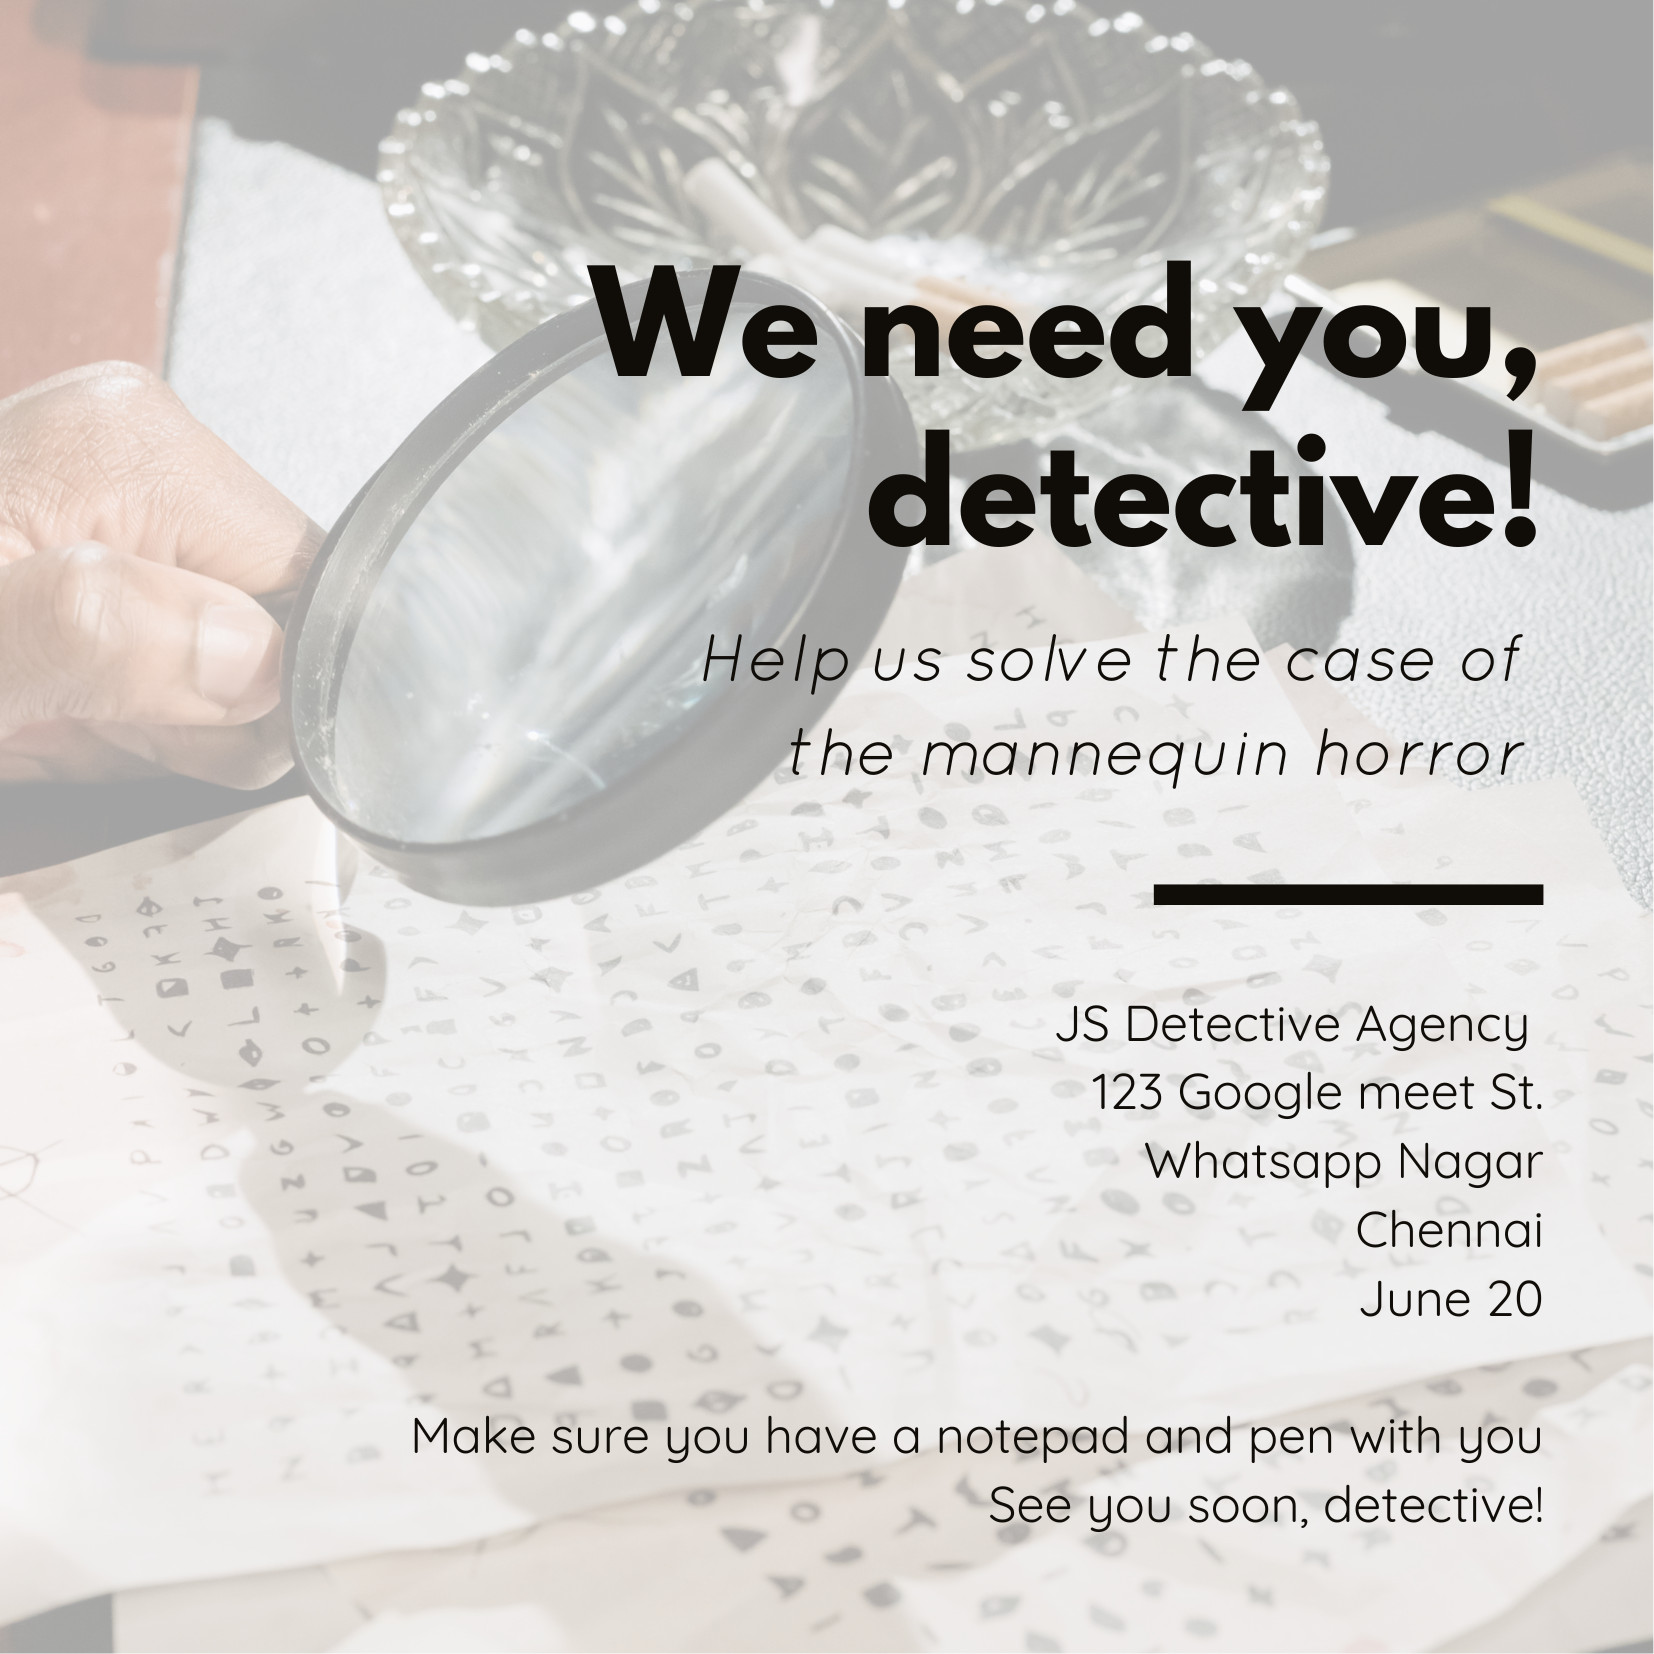 We need you,
detective!
Help us solve the case of
the mannequin horror
JS Detective Agency
123 Google meet St.
Whatsapp Nagar
Chennai
June 20
Make sure you have a notepad and pen with you
See you soon, detective!